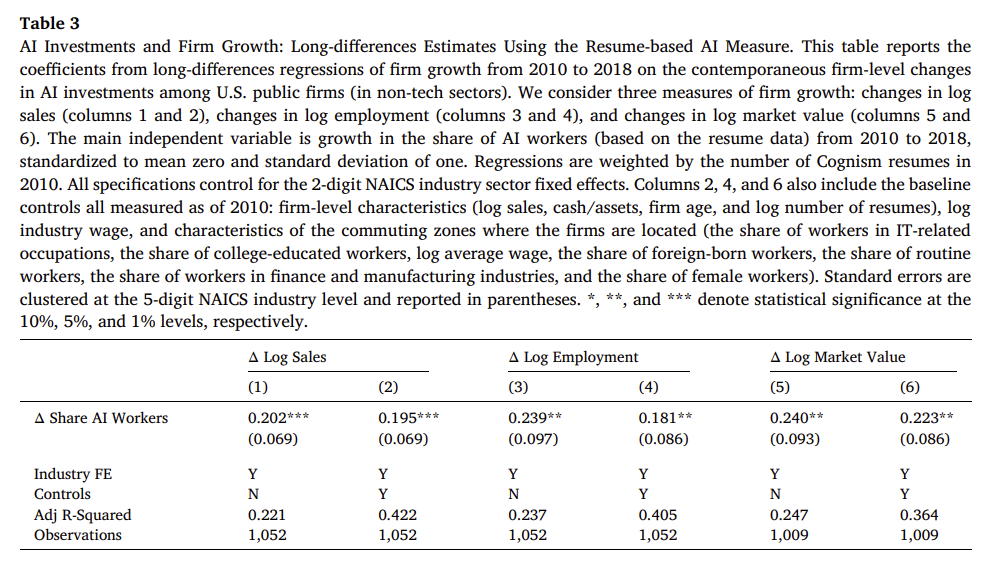 Table 3
AI Investments and Firm Growth: Long-differences Estimates Using the Resume-based AI Measure. This table reports the
coefficients from long-differences regressions of firm growth from 2010 to 2018 on the contemporaneous firm-level changes
in AI investments among U.S. public firms (in non-tech sectors). We consider three measures of firm growth: changes in log
sales (columns 1 and 2), changes in log employment (columns 3 and 4), and changes in log market value (columns 5 and
6). The main independent variable is growth in the share of AI workers (based on the resume data) from 2010 to 2018,
standardized to mean zero and standard deviation of one. Regressions are weighted by the number of Cognism resumes in
2010. All specifications control for the 2-digit NAICS industry sector fixed effects. Columns 2, 4, and 6 also include the baseline
controls all measured as of 2010: firm-level characteristics (log sales, cash/assets, firm age, and log number of resumes), log
industry wage, and characteristics of the commuting zones where the firms are located (the share of workers in IT-related
occupations, the share of college-educated workers, log average wage, the share of foreign-born workers, the share of routine
workers, the share of workers in finance and manufacturing industries, and the share of female workers). Standard errors are
clustered at the 5-digit NAICS industry level and reported in parentheses. *, **, and *** denote statistical significance at the
10%, 5%, and 1% levels, respectively.
Δ Log Sales Δ Log Employment Δ Log Market Value
(1) (2) (3) (4) (5) (6)
Δ Share AI Workers 0.202*** 0.195*** 0.239** 0.181** 0.240** 0.223**
(0.069) (0.069) (0.097) (0.086) (0.093) (0.086)
Industry FE Y Y Y Y Y Y
Controls N Y N Y N Y
Adj R-Squared 0.221 0.422 0.237 0.405 0.247 0.364
Observations 1,052 1,052 1,052 1,052 1,009 1,009